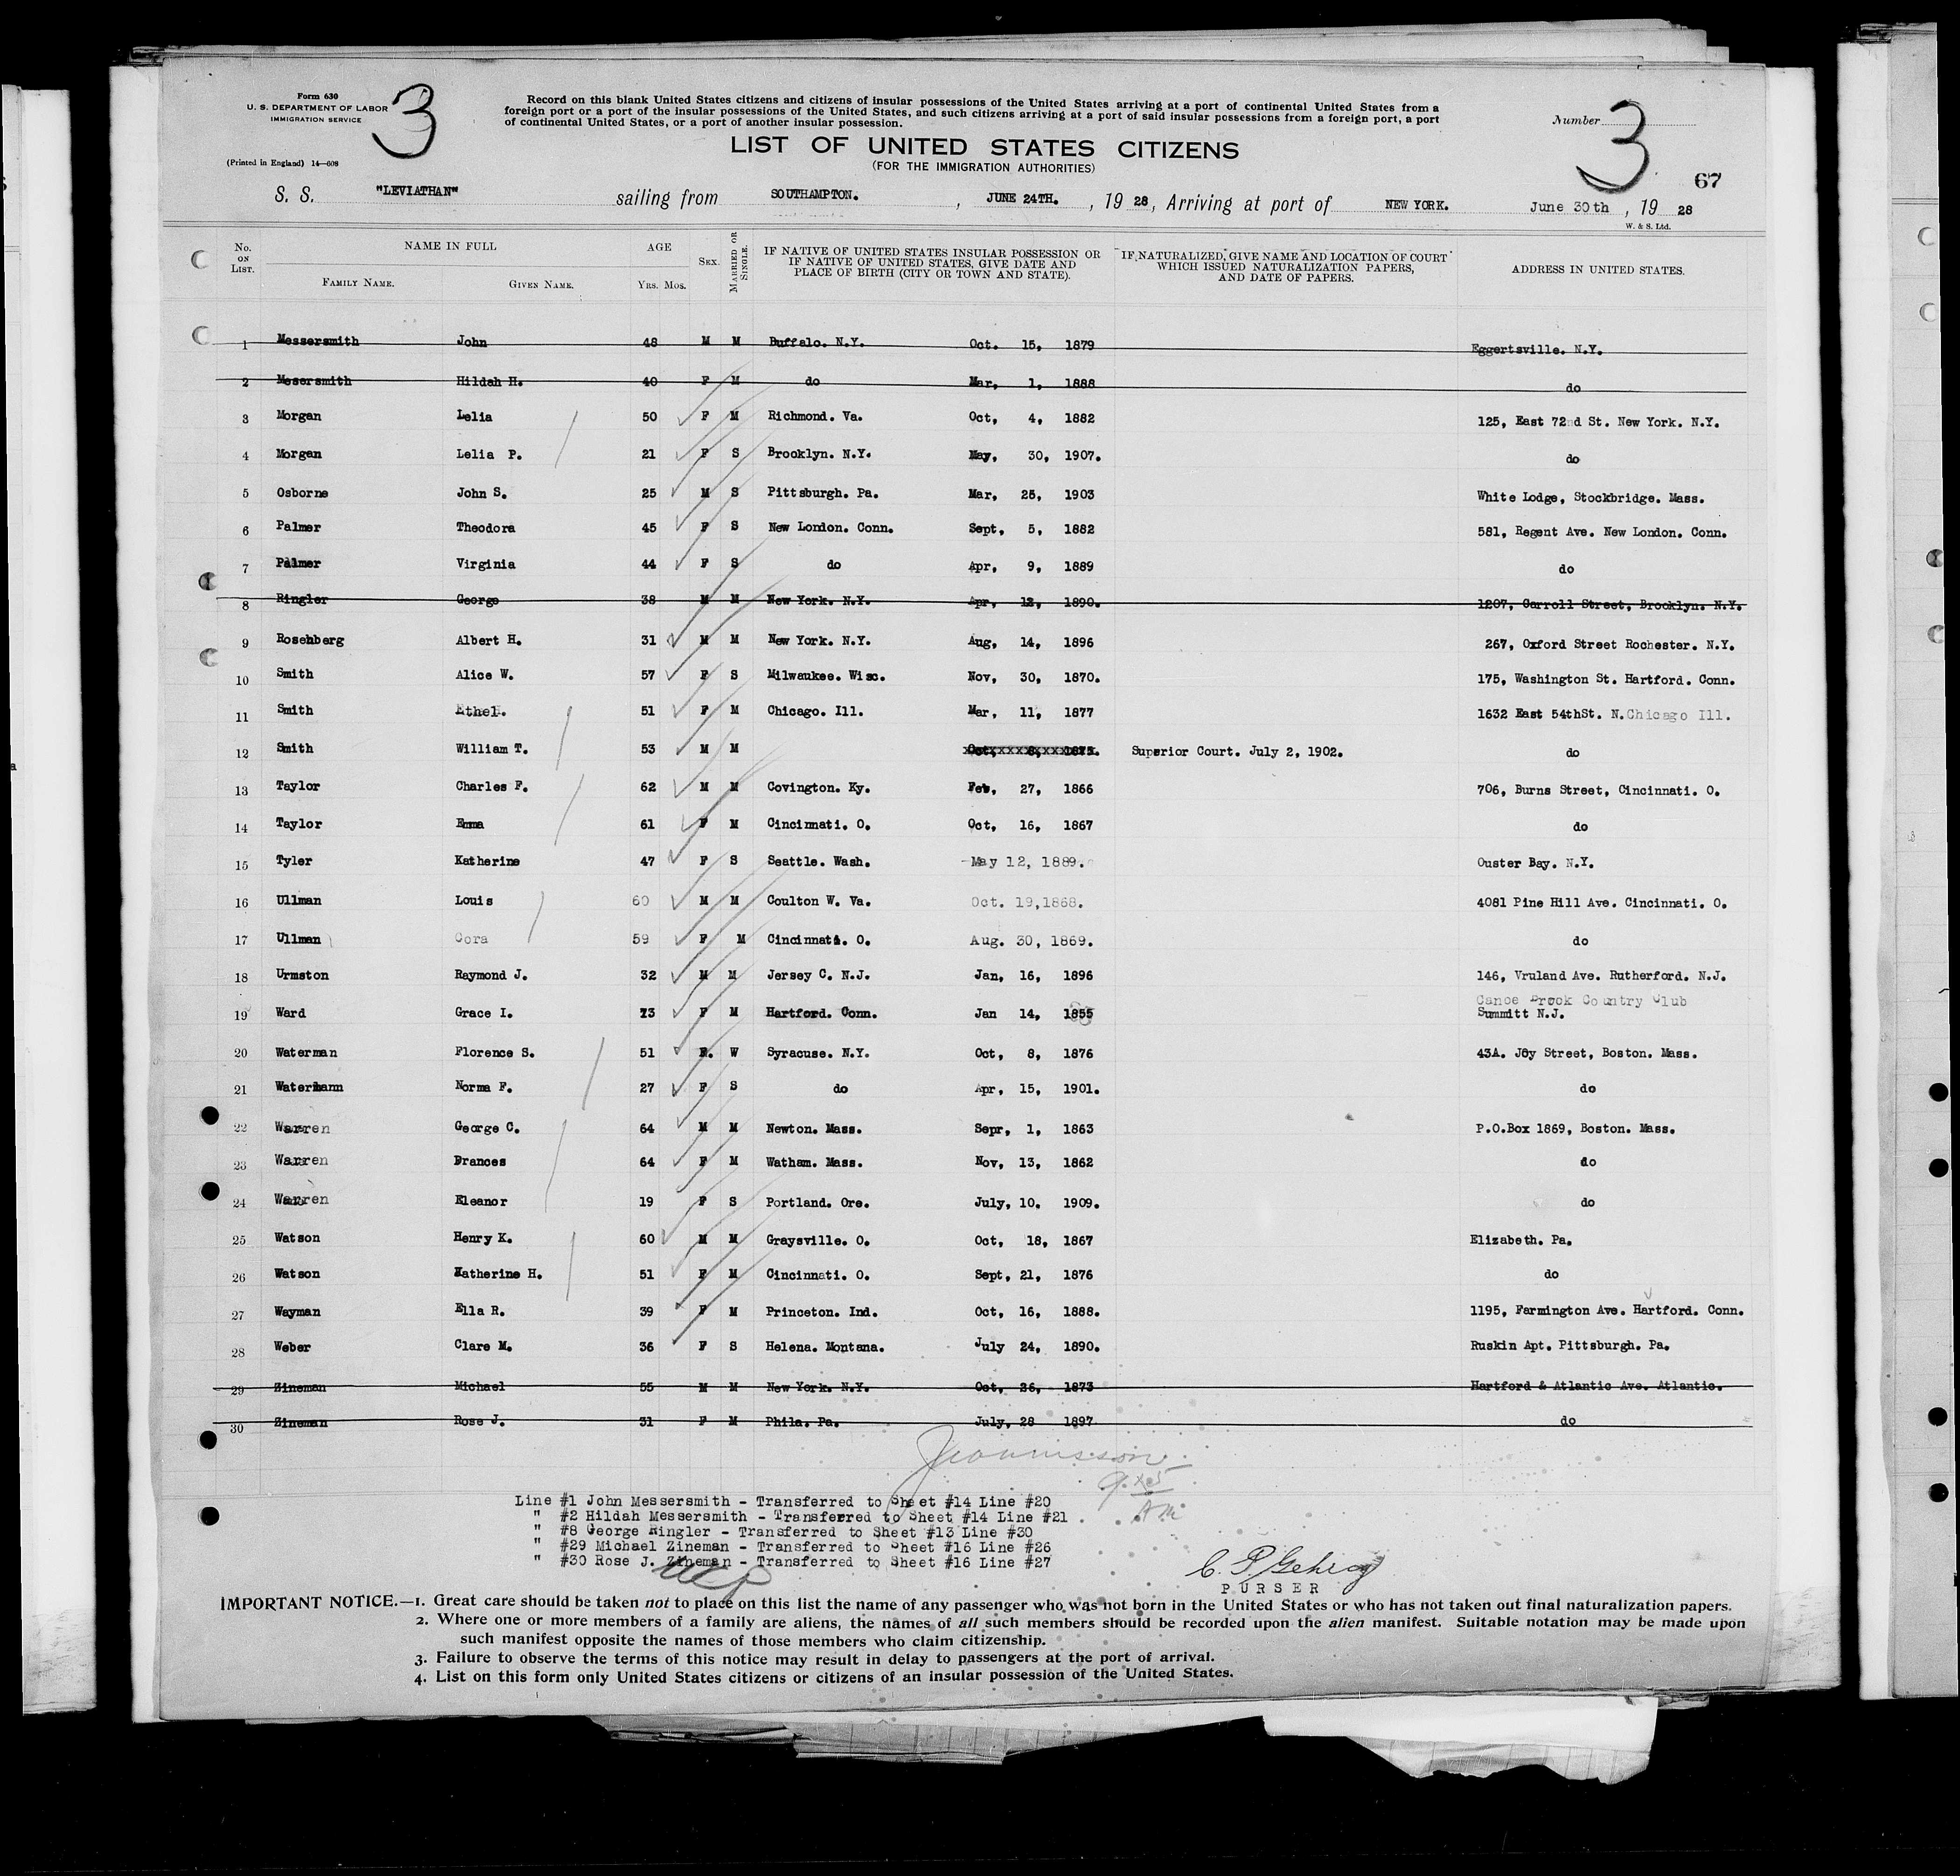 Form 630
U. S. DEPARTMENT OF LABOR
IMMIGRATION SERVICE
3
(Printed in England) 14—608
Record on this blank United States citizens and citizens of insular possessions of the United States arriving at a port of continental United States from a
foreign port or a port of the insular possessions of the United States, and such citizens arriving at a port of said insular possessions from a foreign port, a port
of continental United States, or a port of another insular possession.
LIST OF UNITED STATES CITIZENS
(FOR THE IMMIGRATION AUTHORITIES)
Number 3
67
S. S. "LEVIATHAN" sailing from SOUTHAMPTON. , JUNE 24TH. , 19 28, Arriving at port of NEW YORK. June 30th , 19 28
W. & S. Ltd.
No. ON LIST. NAME IN FULL FAMILY NAME. GIVEN NAME. AGE YRS. MOS. SEX. MARRIED OR SINGLE. IF NATIVE OF UNITED STATES INSULAR POSSESSION OR IF NATIVE OF UNITED STATES, GIVE DATE AND PLACE OF BIRTH (CITY OR TOWN AND STATE). IF NATURALIZED, GIVE NAME AND LOCATION OF COURT WHICH ISSUED NATURALIZATION PAPERS, AND DATE OF PAPERS. ADDRESS IN UNITED STATES.
1 Messersmith John 48 M M Buffalo. N.Y. Oct. 15, 1879 Eggertsville. N.Y.
2 Mesersmith Hildah H. 40 F M do Mar, 1, 1888 do
3 Morgan Lelia 50 F M Richmond. Va. Oct, 4, 1882 125, East 72nd St. New York. N.Y.
4 Morgan Lelia P. 21 F S Brooklyn. N.Y. May, 30, 1907. do
5 Osborne John S. 25 M S Pittsburgh. Pa. Mar, 25, 1903 White Lodge, Stockbridge. Mass.
6 Palmer Theodora 45 F S New London. Conn. Sept, 5, 1882 581, Regent Ave. New London. Conn.
7 Palmer Virginia 44 F S do Apr, 9, 1889 do
8 Ringler George 38 M M New York. N.Y. Apr, 12, 1890. 1207, Carroll Street, Brooklyn. N.Y.
9 Rosenberg Albert H. 31 M M New York. N.Y. Aug, 14, 1896 267, Oxford Street Rochester. N.Y.
10 Smith Alice W. 57 F S Milwaukee. Wisc. Nov, 30, 1870. 175, Washington St. Hartford. Conn.
11 Smith Ethel. 51 F M Chicago. Ill. Mar, 11, 1877 1632 East 54thSt. N.Chicago Ill.
12 Smith William T. 53 M M Oct, 8, 1875. Superior Court. July 2, 1902. do
13 Taylor Charles F. 62 M M Covington. Ky. Feb, 27, 1866 706, Burns Street, Cincinnati. O.
14 Taylor Emma 61 F M Cincinnati. O. Oct, 16, 1867 do
15 Tyler Katherine 47 F S Seattle. Wash. May 12, 1889. Ouster Bay. N.Y.
16 Ullman Louis 60 M M Coulton W. Va. Oct. 19,1868. 4081 Pine Hill Ave. Cincinnati. O.
17 Ullman Cora 59 F M Cincinnati. O. Aug. 30, 1869. do
18 Urmston Raymond J. 32 M M Jersey C. N.J. Jan, 16, 1896 146, Vruland Ave. Rutherford. N.J.
Canoe Brook Country Club
19 Ward Grace I. 73 F M Hartford. Conn. Jan 14, 1855 Summitt N.J.
20 Waterman Florence S. 51 F. W Syracuse. N.Y. Oct, 8, 1876 43A. Joy Street, Boston. Mass.
21 Watermann Norma F. 27 F S do Apr, 15, 1901. do
22 Warren George C. 64 M M Newton. Mass. Sepr, 1, 1863 P.O.Box 1869, Boston. Mass.
23 Warren Frances 64 F M Watham. Mass. Nov, 13, 1862 do
24 Warren Eleanor 19 F S Portland. Ore. July, 10. 1909. do
25 Watson Henry K. 60 M M Graysville. O. Oct, 18, 1867 Elizabeth. Pa.
26 Watson Katherine H. 51 F M Cincinnati. O. Sept, 21, 1876 do
27 Wayman Ella R. 39 F M Princeton. Ind. Oct, 16, 1888. 1195, Farmington Ave. Hartford. Conn.
28 Weber Clare M. 36 F S Helena. Montana. July 24, 1890. Ruskin Apt. Pittsburgh. Pa.
29 Zineman Michael 55 M M New York. N.Y. Oct, 26, 1873 Hartford & Atlantic Ave. Atlantic.
30 Zineman Rose J. 31 F M Phila. Pa. July, 28 1897 do
Line #1 John Messersmith - Transferred to Sheet #14 Line #20
" #2 Hildah Messersmith - Transferred to Sheet #14 Line #21
" #8 George Ringler - Transferred to Sheet #13 Line #30
" #29 Michael Zineman - Transferred to Sheet #16 Line #26
" #30 Rose J. Zineman - Transferred to Sheet #16 Line #27
PURSER
IMPORTANT NOTICE.—1. Great care should be taken not to place on this list the name of any passenger who was not born in the United States or who has not taken out final naturalization papers.
2. Where one or more members of a family are aliens, the names of all such members should be recorded upon the alien manifest. Suitable notation may be made upon
such manifest opposite the names of those members who claim citizenship.
3. Failure to observe the terms of this notice may result in delay to passengers at the port of arrival.
4. List on this form only United States citizens or citizens of an insular possession of the United States.